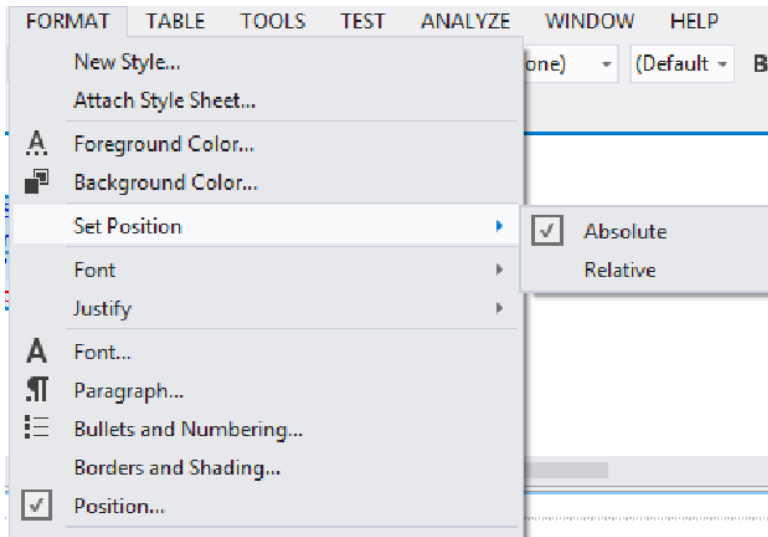 FORMAT TABLE TOOLS TEST ANALYZE WINDOW HELP
New Style...
one) (Default B
Attach Style Sheet...
Foreground Color...
Background Color...
Set Position
Absolute
Relative
Font
Justify
Font...
Paragraph...
Bullets and Numbering...
Borders and Shading...
Position...